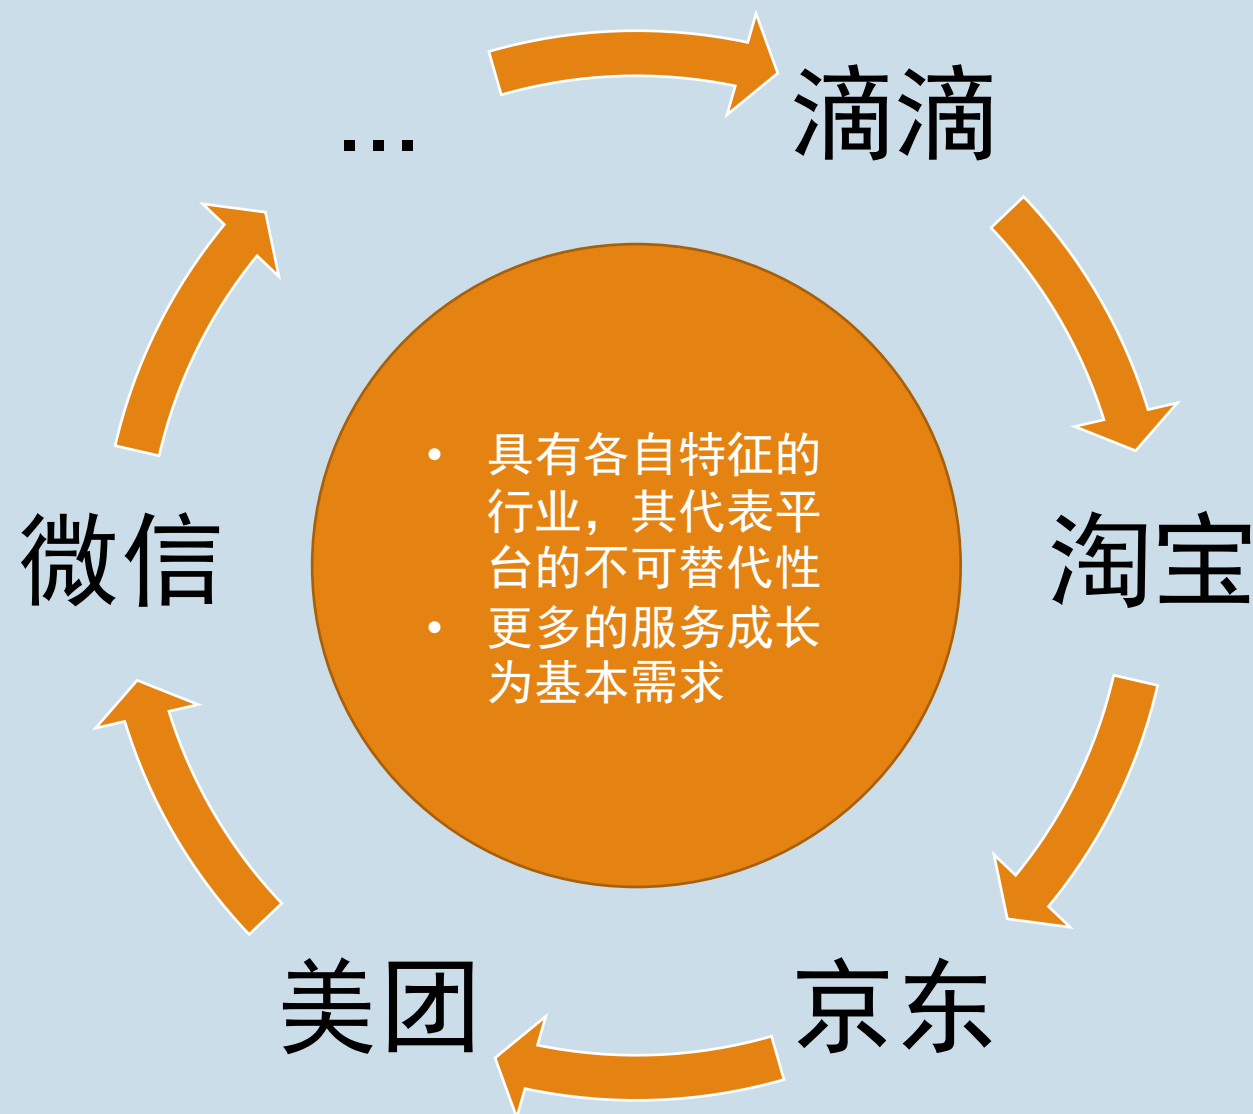 ...
滴滴
• 具有各自特征的
行业，其代表平
台的不可替代性
• 更多的服务成长
为基本需求
微信
淘宝
美团
京东